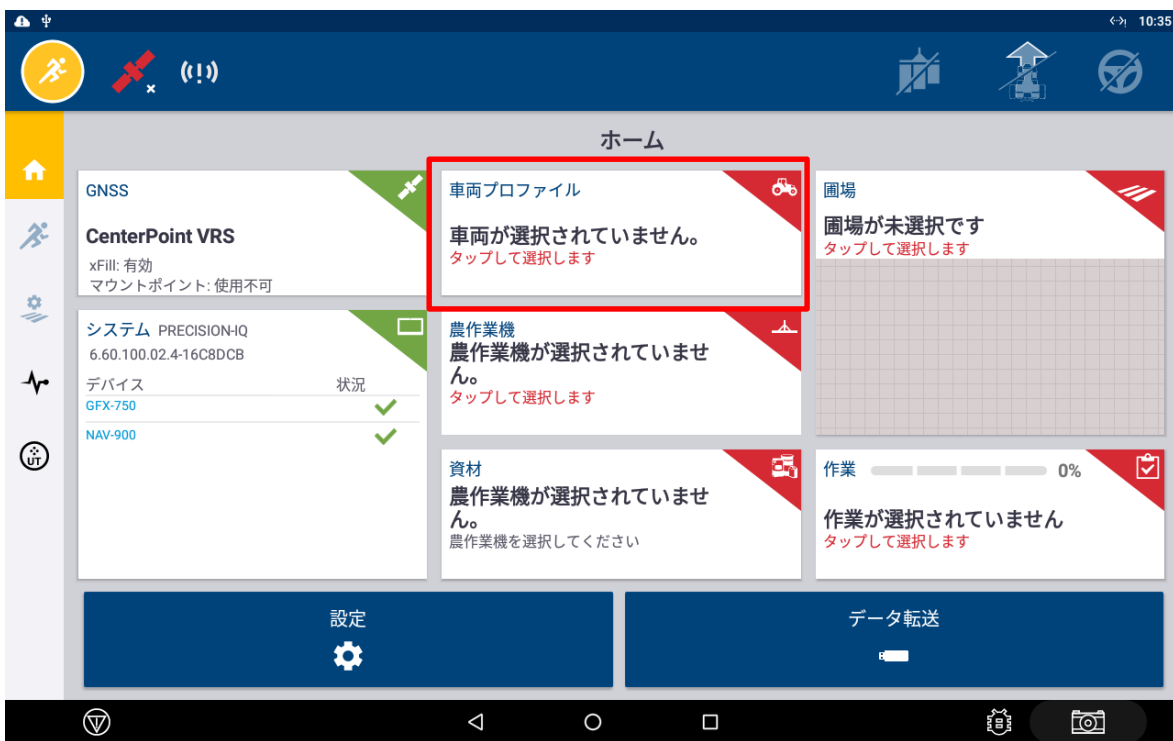 10:35
ホーム
GNSS
CenterPoint VRS
xFill: 有効
マウントポイント: 使用不可
システム PRECISION-IQ
6.60.100.02.4-16C8DCB
デバイス 状況
GFX-750
NAV-900
車両プロファイル
車両が選択されていません。
タップして選択します
農作業機
農作業機が選択されていませ
ん。
タップして選択します
資材
農作業機が選択されていませ
ん。
農作業機を選択してください
圃場
圃場が未選択です
タップして選択します
作業 0%
作業が選択されていません
タップして選択します
UT
設定
データ転送